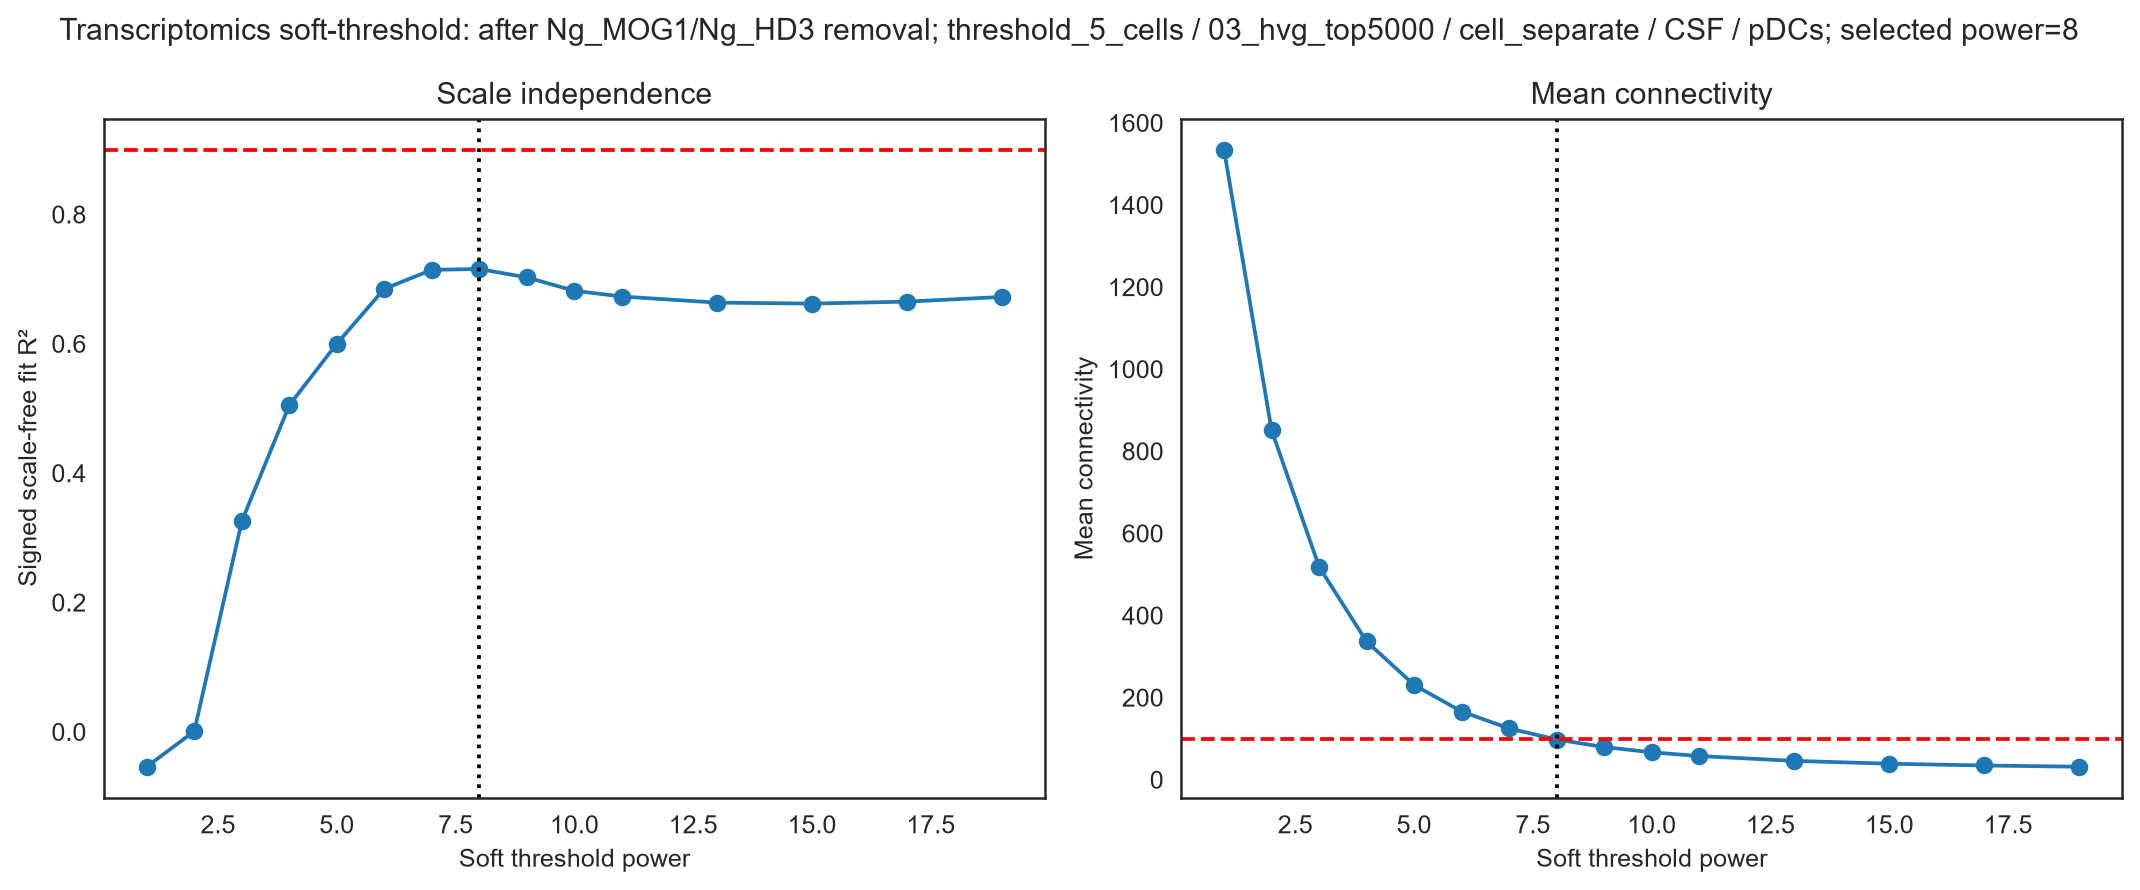 Transcriptomics soft-threshold: after Ng_MOG1/Ng_HD3 removal; threshold_5_cells / 03_hvg_top5000 / cell_separate / CSF / pDCs; selected power=8
Scale independence
Signed scale-free fit R²
0.8
0.6
0.4
0.2
0.0
2.5 5.0 7.5 10.0 12.5 15.0 17.5
Soft threshold power
Mean connectivity
Mean connectivity
1600
1400
1200
1000
800
600
400
200
0
2.5 5.0 7.5 10.0 12.5 15.0 17.5
Soft threshold power